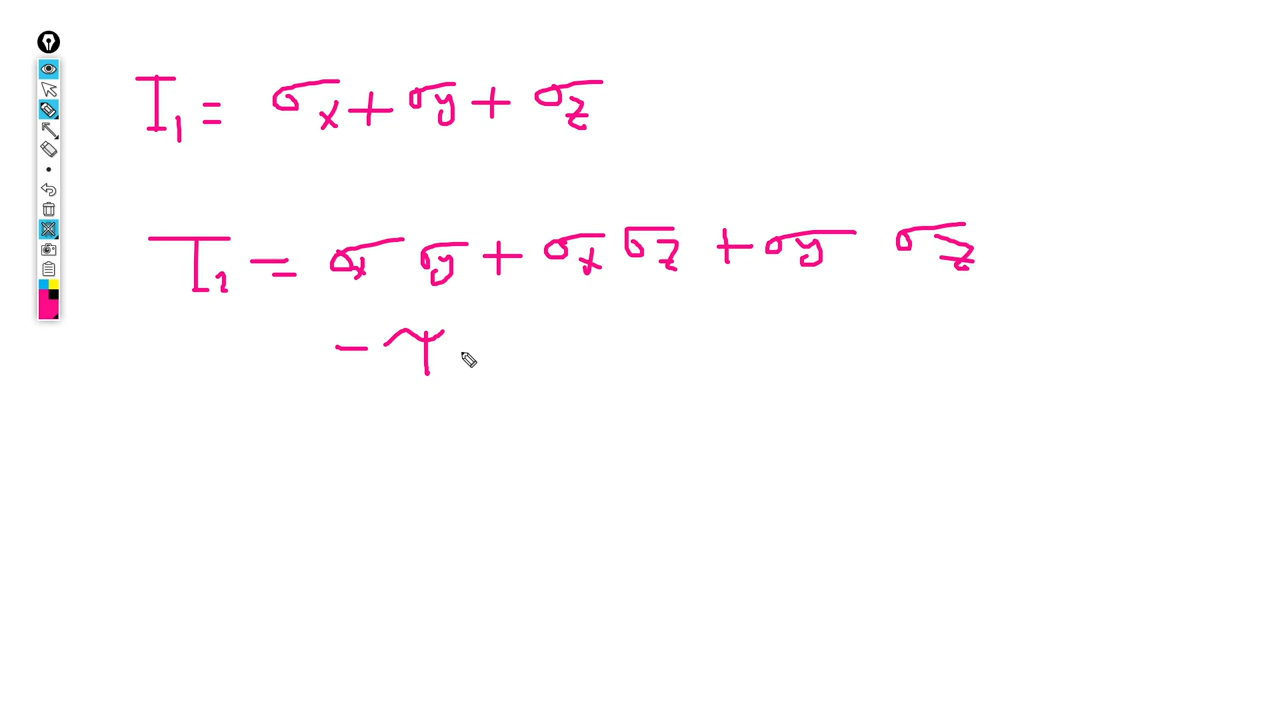 I₁ = σx + σy + σz
I₂ = σx σy + σx σz + σy σz
- τ